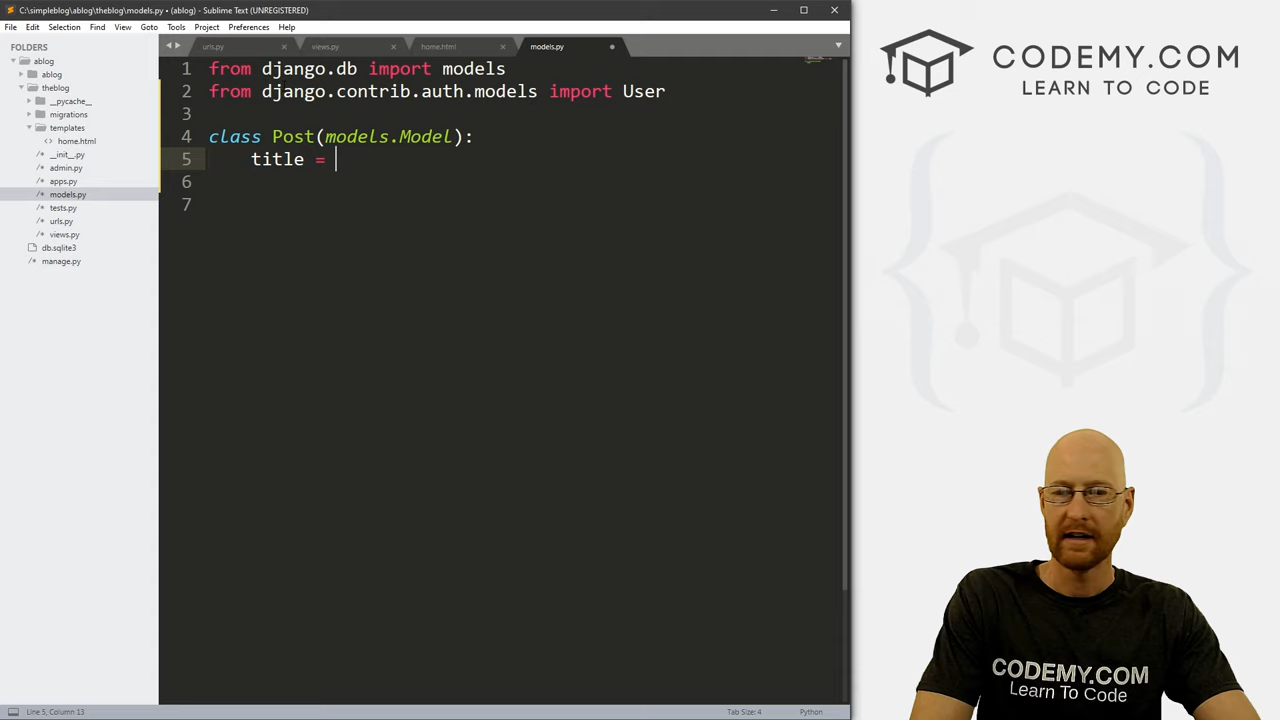 C:\simpleblog\ablog\theblog\models.py • (ablog) - Sublime Text (UNREGISTERED)
File Edit Selection Find View Goto Tools Project Preferences Help
FOLDERS
ablog
ablog
theblog
__pycache__
migrations
templates
<> home.html
/* __init__.py
/* admin.py
/* apps.py
/* models.py
/* tests.py
/* urls.py
/* views.py
db.sqlite3
/* manage.py
urls.py views.py home.html models.py
1 from django.db import models
2 from django.contrib.auth.models import User
3
4 class Post(models.Model):
5 title =
6
7
Line 5, Column 13 Tab Size: 4 Python
CODEMY.COM
LEARN TO CODE
CODEMY.COM
Learn To Code